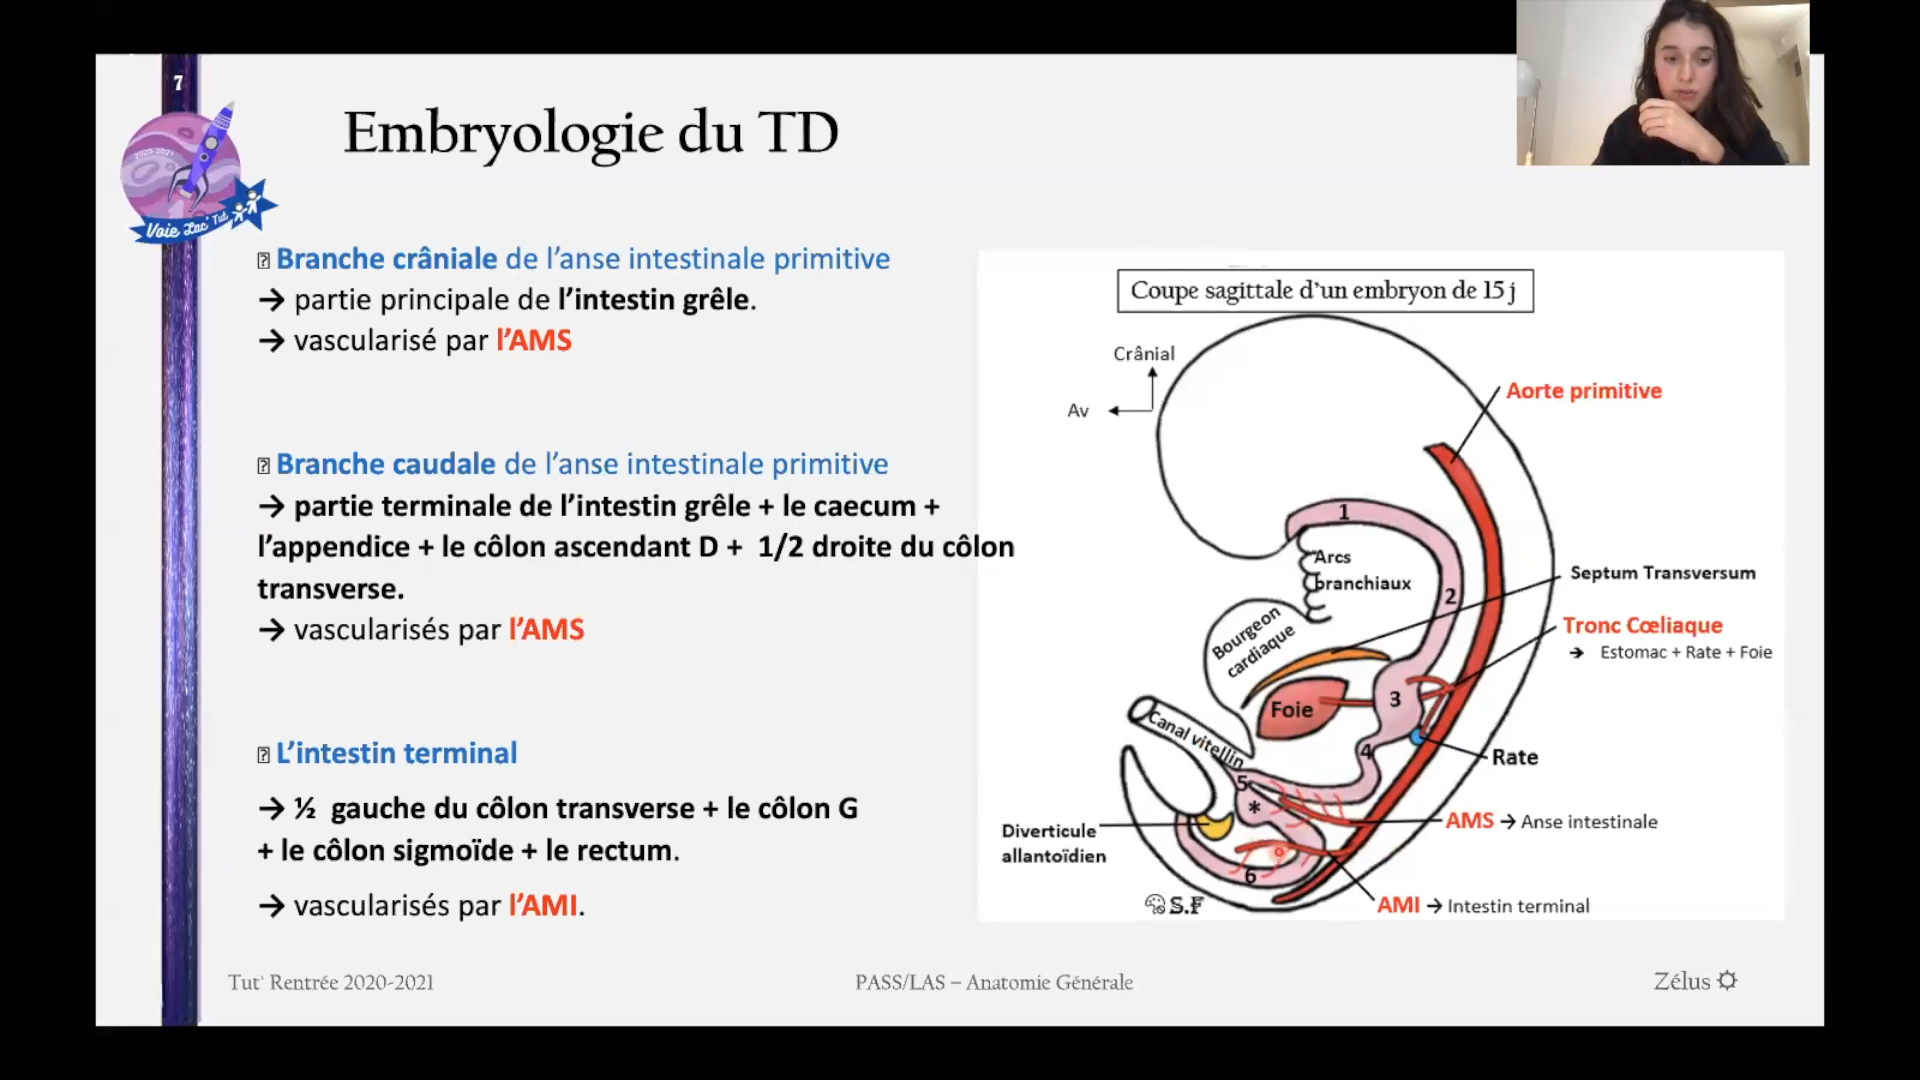 7
Embryologie du TD
2020-2021
Voie Lac' Tut
Branche crâniale de l'anse intestinale primitive
→ partie principale de l'intestin grêle.
→ vascularisé par l'AMS
Branche caudale de l'anse intestinale primitive
→ partie terminale de l'intestin grêle + le caecum +
l'appendice + le côlon ascendant D + 1/2 droite du côlon
transverse.
→ vascularisés par l'AMS
L'intestin terminal
→ ½ gauche du côlon transverse + le côlon G
+ le côlon sigmoïde + le rectum.
→ vascularisés par l'AMI.
Coupe sagittale d'un embryon de 15 j
Crânial
Av
Aorte primitive
1
Arcs
branchiaux
2
Septum Transversum
Bourgeon
cardiaque
Tronc Cœliaque
→ Estomac + Rate + Foie
3
Foie
Canal vitellin
4
Rate
5
*
AMS → Anse intestinale
Diverticule
allantoïdien
6
AMI → Intestin terminal
S.F
Tut' Rentrée 2020-2021
PASS/LAS – Anatomie Générale
Zélus